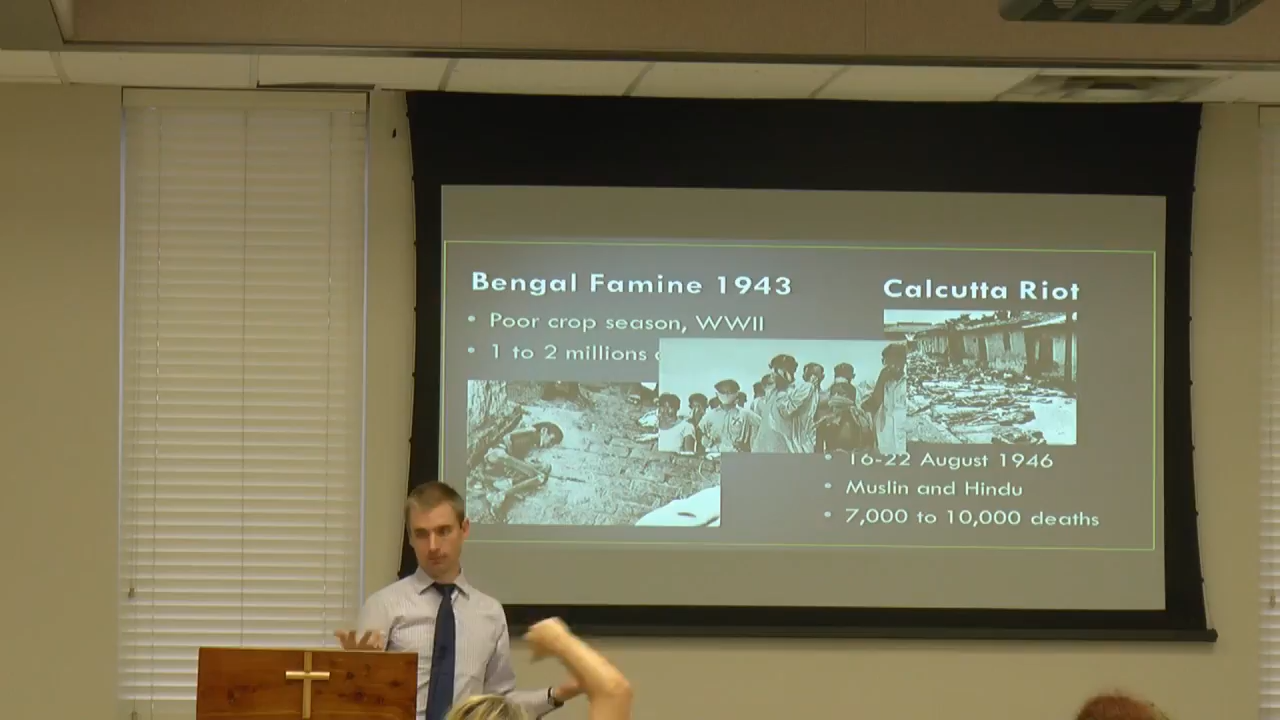 Bengal Famine 1943
• Poor crop season, WWII
• 1 to 2 millions
Calcutta Riot
• 16-22 August 1946
• Muslin and Hindu
• 7,000 to 10,000 deaths